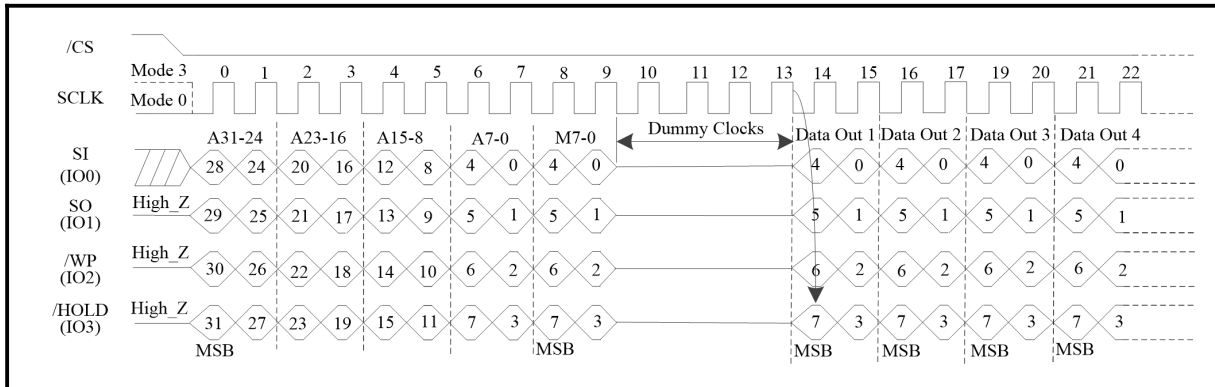 /CS
Mode 3 0 1 2 3 4 5 6 7 8 9 10 11 12 13 14 15 16 17 19 20 21 22
SCLK Mode 0
A31-24 A23-16 A15-8 A7-0 M7-0 Dummy Clocks Data Out 1 Data Out 2 Data Out 3 Data Out 4
SI
(IO0)
28 24 20 16 12 8 4 0 4 0 4 0 4 0 4 0 4 0
SO
(IO1)
High_Z 29 25 21 17 13 9 5 1 5 1 5 1 5 1 5 1 5 1
/WP
(IO2)
High_Z 30 26 22 18 14 10 6 2 6 2 6 2 6 2 6 2 6 2
/HOLD
(IO3)
High_Z 31 27 23 19 15 11 7 3 7 3 7 3 7 3 7 3 7 3
MSB MSB MSB MSB MSB MSB